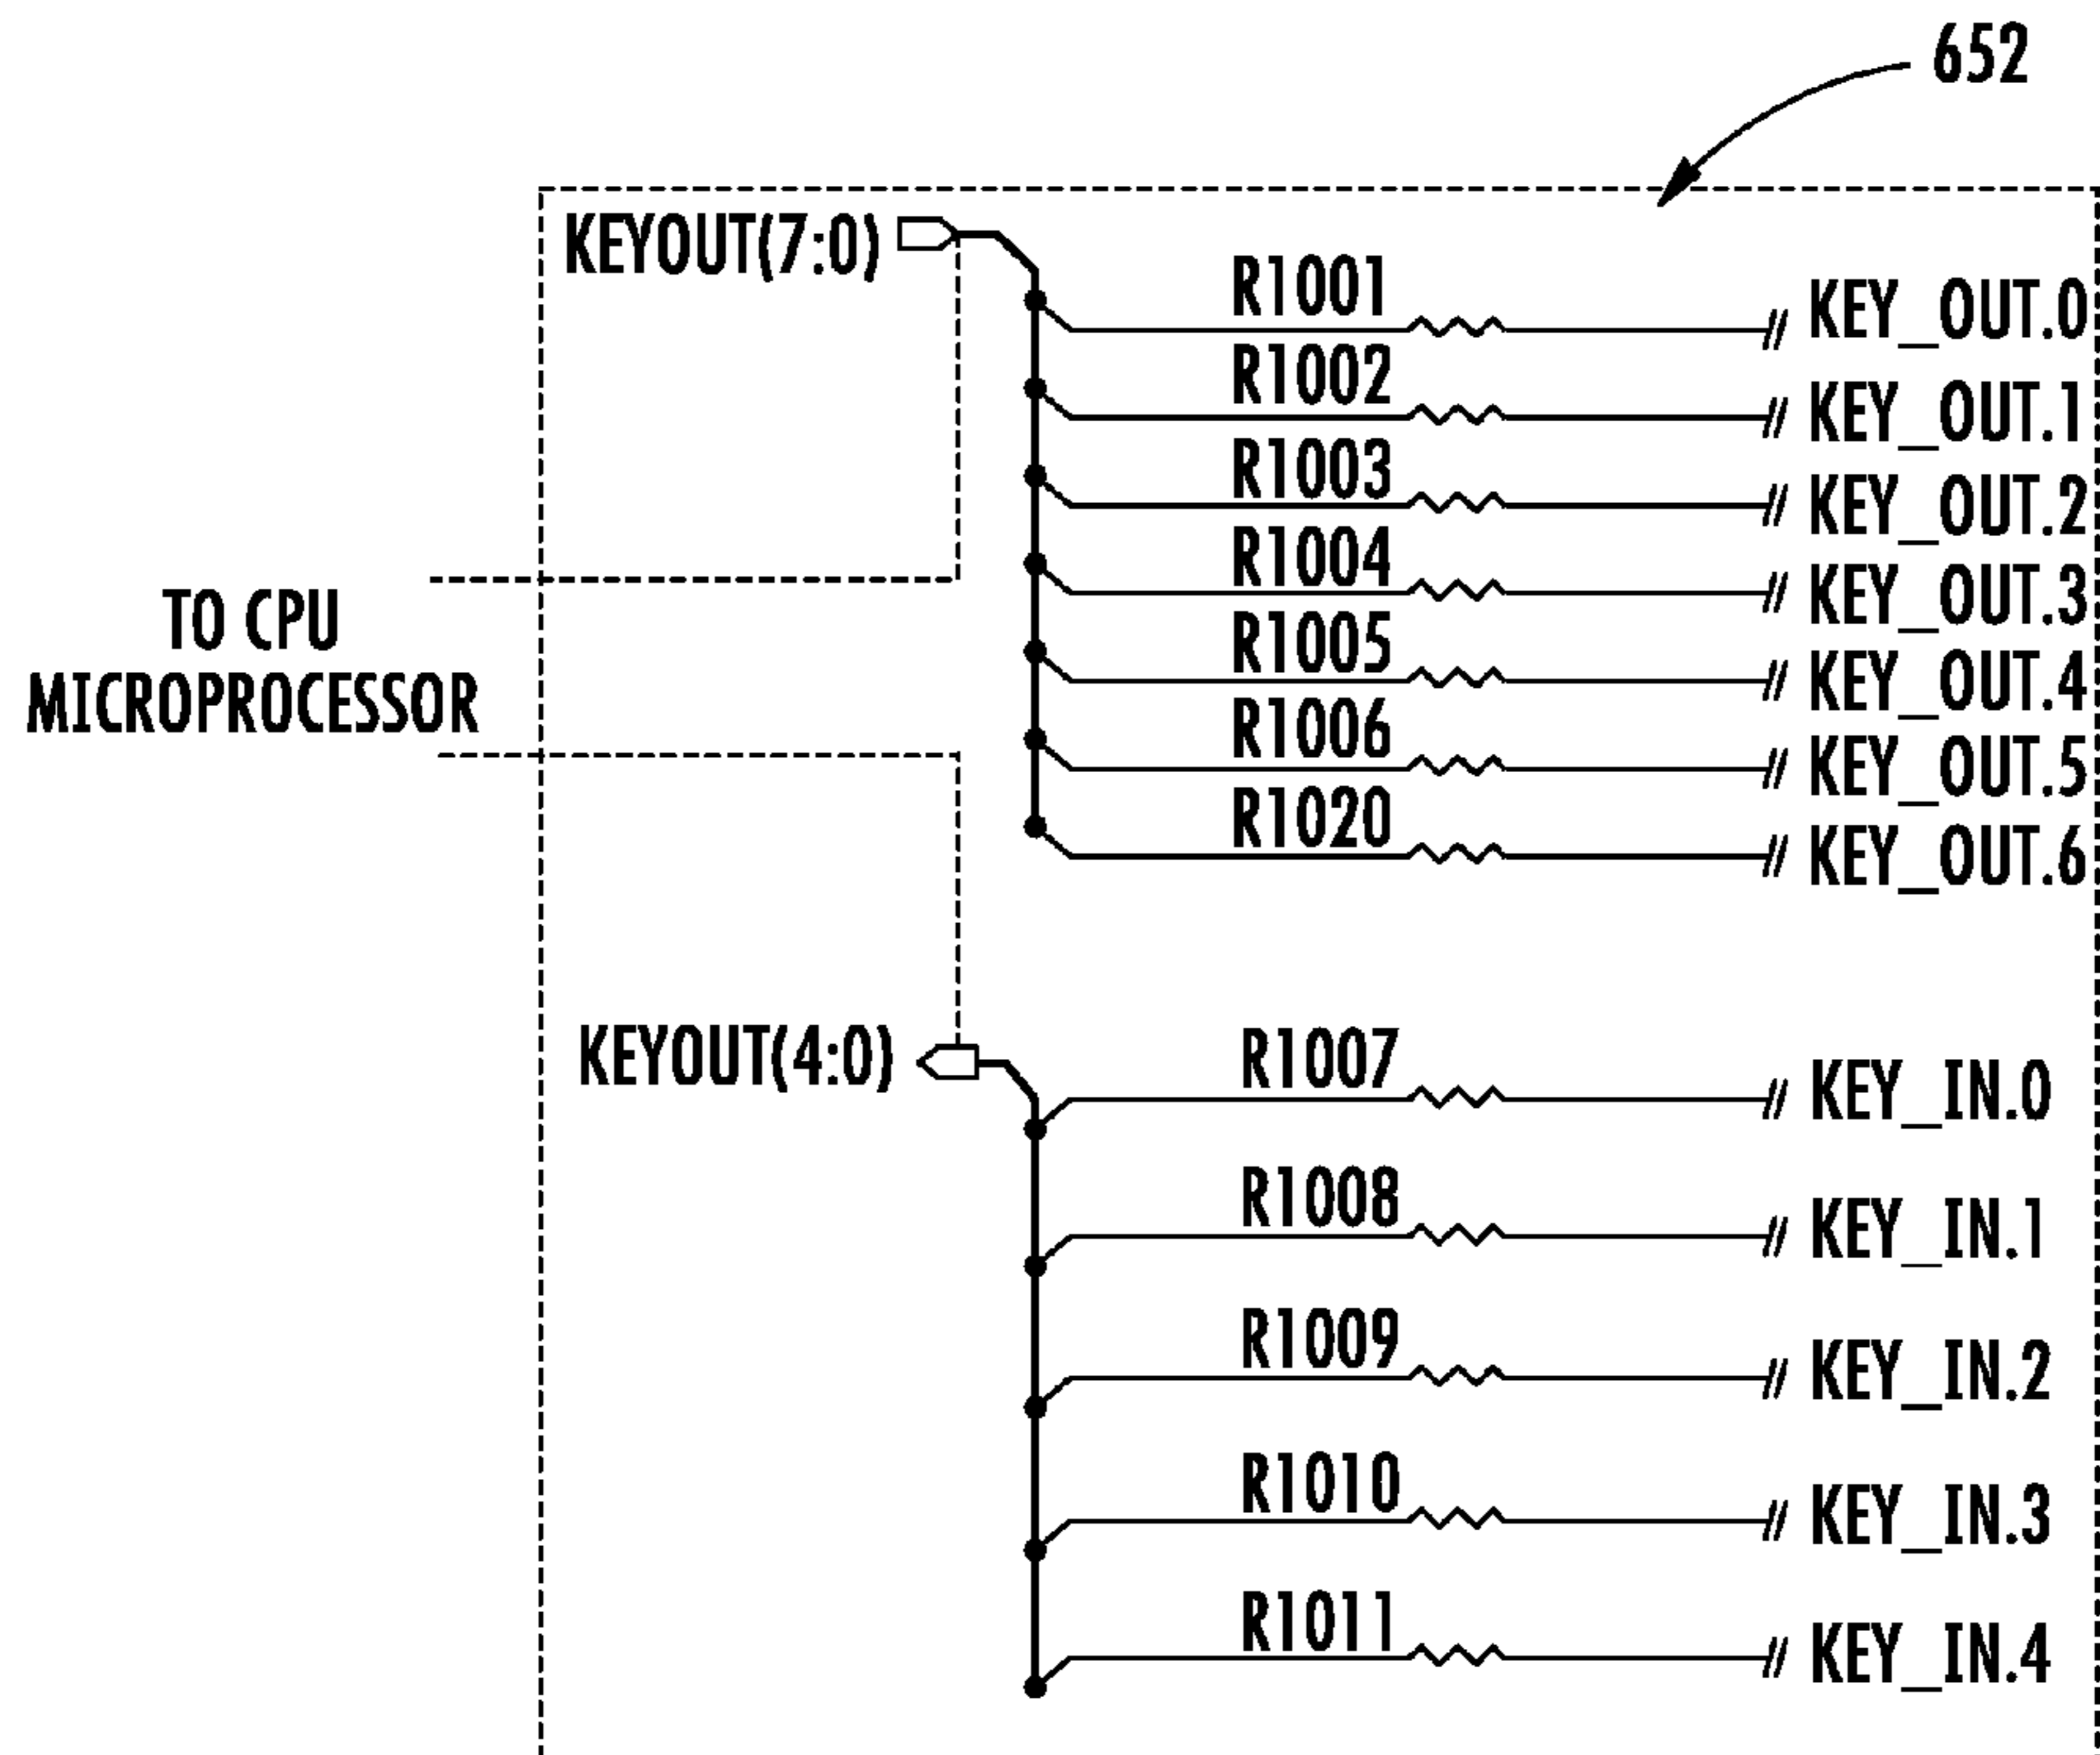 652
KEYOUT(7:0)
R1001
KEY_OUT.0
R1002
KEY_OUT.1
R1003
KEY_OUT.2
R1004
KEY_OUT.3
TO CPU
MICROPROCESSOR
R1005
KEY_OUT.4
R1006
KEY_OUT.5
R1020
KEY_OUT.6
KEYOUT(4:0)
R1007
KEY_IN.0
R1008
KEY_IN.1
R1009
KEY_IN.2
R1010
KEY_IN.3
R1011
KEY_IN.4